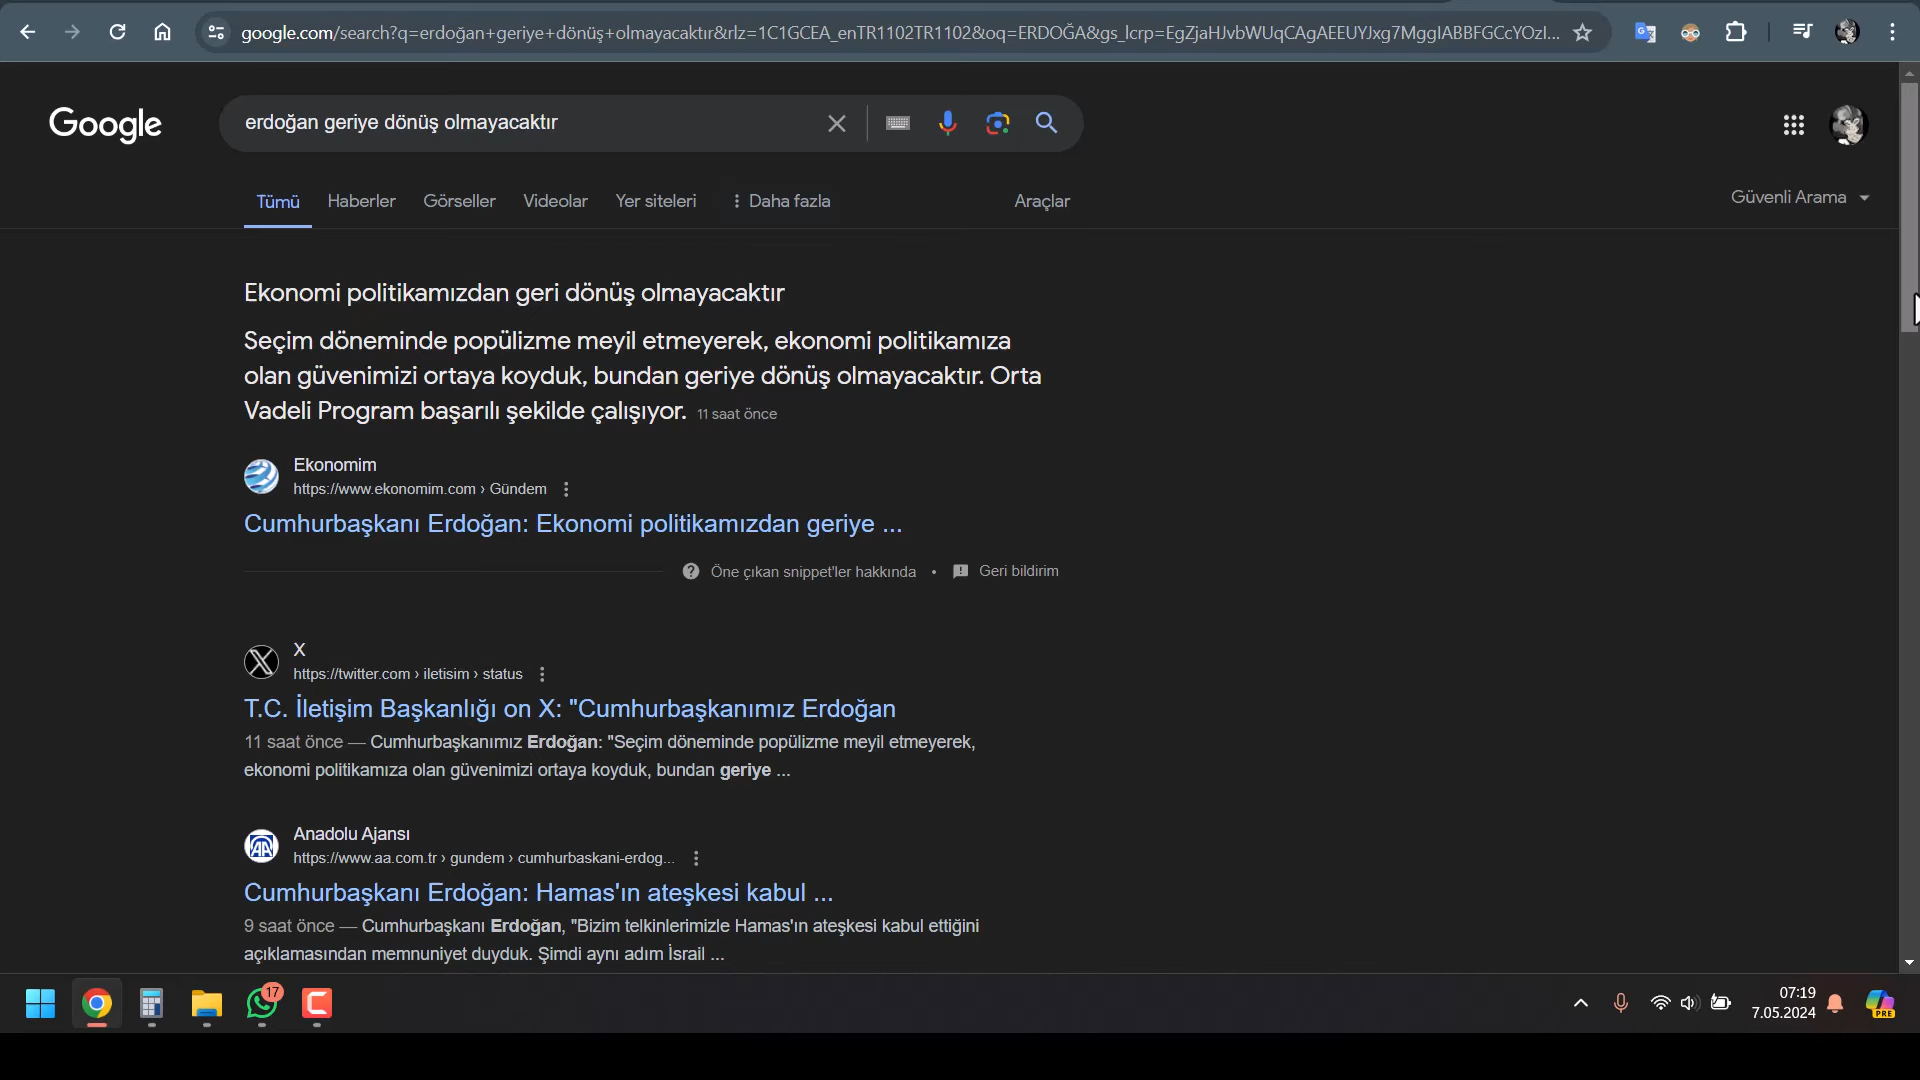 google.com/search?q=erdoğan+geriye+dönüş+olmayacaktır&rlz=1C1GCEA_enTR1102TR1102&oq=ERDOĞA&gs_lcrp=EgZjaHJvbWUqCAgAEEUYJxg7MggIABBFGCcYOzI...
Google
erdoğan geriye dönüş olmayacaktır
Tümü Haberler Görseller Videolar Yer siteleri Daha fazla Araçlar Güvenli Arama
Ekonomi politikamızdan geri dönüş olmayacaktır
Seçim döneminde popülizme meyil etmeyerek, ekonomi politikamıza
olan güvenimizi ortaya koyduk, bundan geriye dönüş olmayacaktır. Orta
Vadeli Program başarılı şekilde çalışıyor. 11 saat önce
Ekonomim
https://www.ekonomim.com › Gündem
Cumhurbaşkanı Erdoğan: Ekonomi politikamızdan geriye ...
Öne çıkan snippet'ler hakkında • Geri bildirim
X
https://twitter.com › iletisim › status
T.C. İletişim Başkanlığı on X: "Cumhurbaşkanımız Erdoğan
11 saat önce — Cumhurbaşkanımız Erdoğan: "Seçim döneminde popülizme meyil etmeyerek,
ekonomi politikamıza olan güvenimizi ortaya koyduk, bundan geriye ...
Anadolu Ajansı
https://www.aa.com.tr › gundem › cumhurbaskani-erdog...
Cumhurbaşkanı Erdoğan: Hamas'ın ateşkesi kabul ...
9 saat önce — Cumhurbaşkanı Erdoğan, "Bizim telkinlerimizle Hamas'ın ateşkesi kabul ettiğini
açıklamasından memnuniyet duyduk. Şimdi aynı adım İsrail ...
17
07:19
7.05.2024
PRE